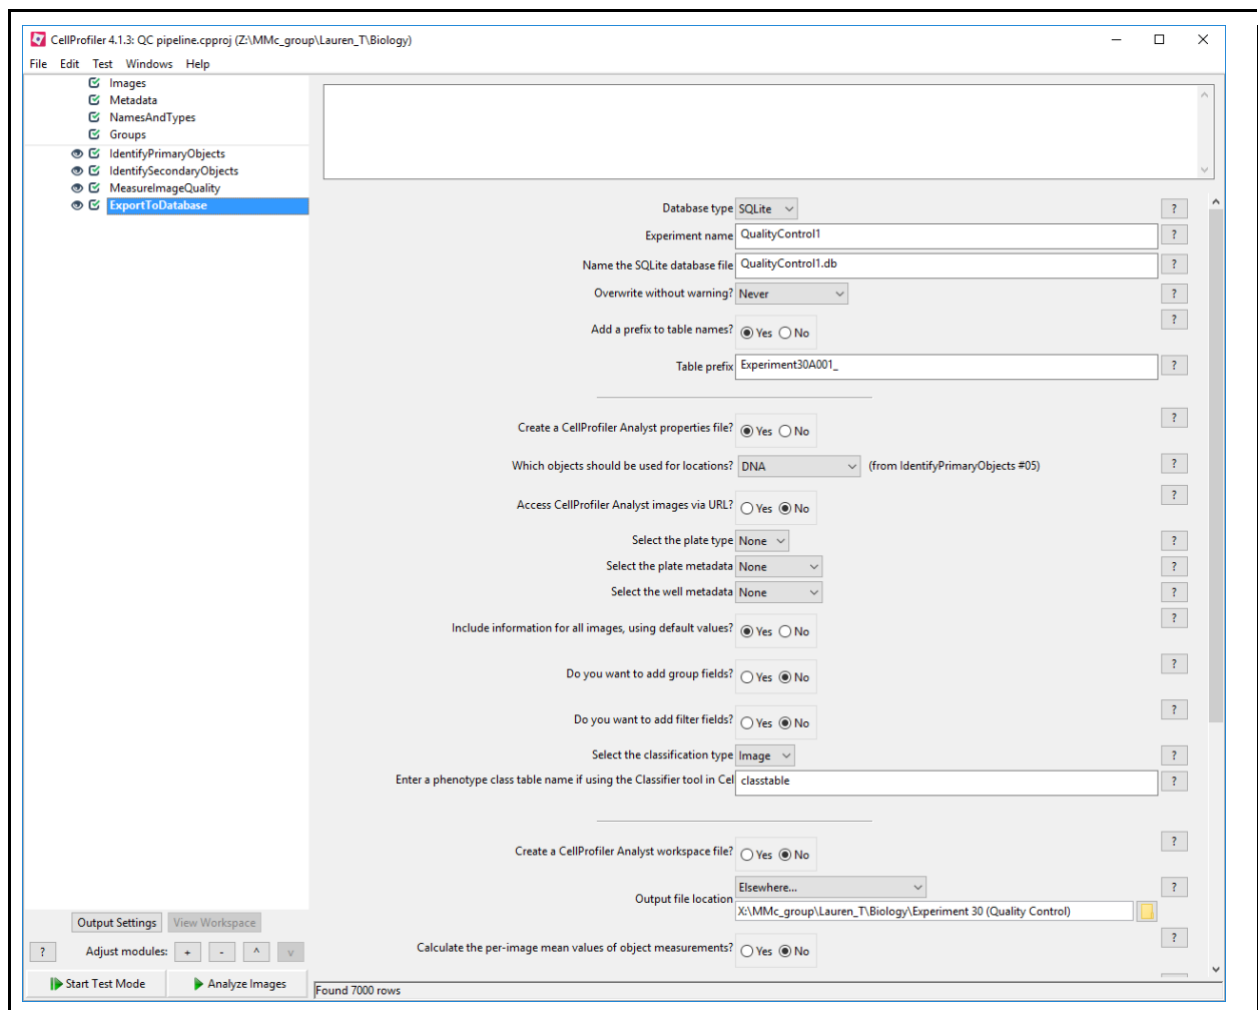 CellProfiler 4.1.3: QC pipeline.cpproj (Z:\MMc_group\Lauren_T\Biology)
File Edit Test Windows Help
Images
Metadata
NamesAndTypes
Groups
IdentifyPrimaryObjects
IdentifySecondaryObjects
MeasureImageQuality
ExportToDatabase
Database type SQLite ?
Experiment name QualityControl1 ?
Name the SQLite database file QualityControl1.db ?
Overwrite without warning? Never ?
Add a prefix to table names? Yes No ?
Table prefix Experiment30A001_ ?
Create a CellProfiler Analyst properties file? Yes No ?
Which objects should be used for locations? DNA (from IdentifyPrimaryObjects #05) ?
Access CellProfiler Analyst images via URL? Yes No ?
Select the plate type None ?
Select the plate metadata None ?
Select the well metadata None ?
Include information for all images, using default values? Yes No ?
Do you want to add group fields? Yes No ?
Do you want to add filter fields? Yes No ?
Select the classification type Image ?
Enter a phenotype class table name if using the Classifier tool in Cel classtable ?
Create a CellProfiler Analyst workspace file? Yes No ?
Output file location Elsewhere... ?
X:\MMc_group\Lauren_T\Biology\Experiment 30 (Quality Control)
Calculate the per-image mean values of object measurements? Yes No ?
Output Settings View Workspace
? Adjust modules: + - ^ v
Start Test Mode Analyze Images
Found 7000 rows